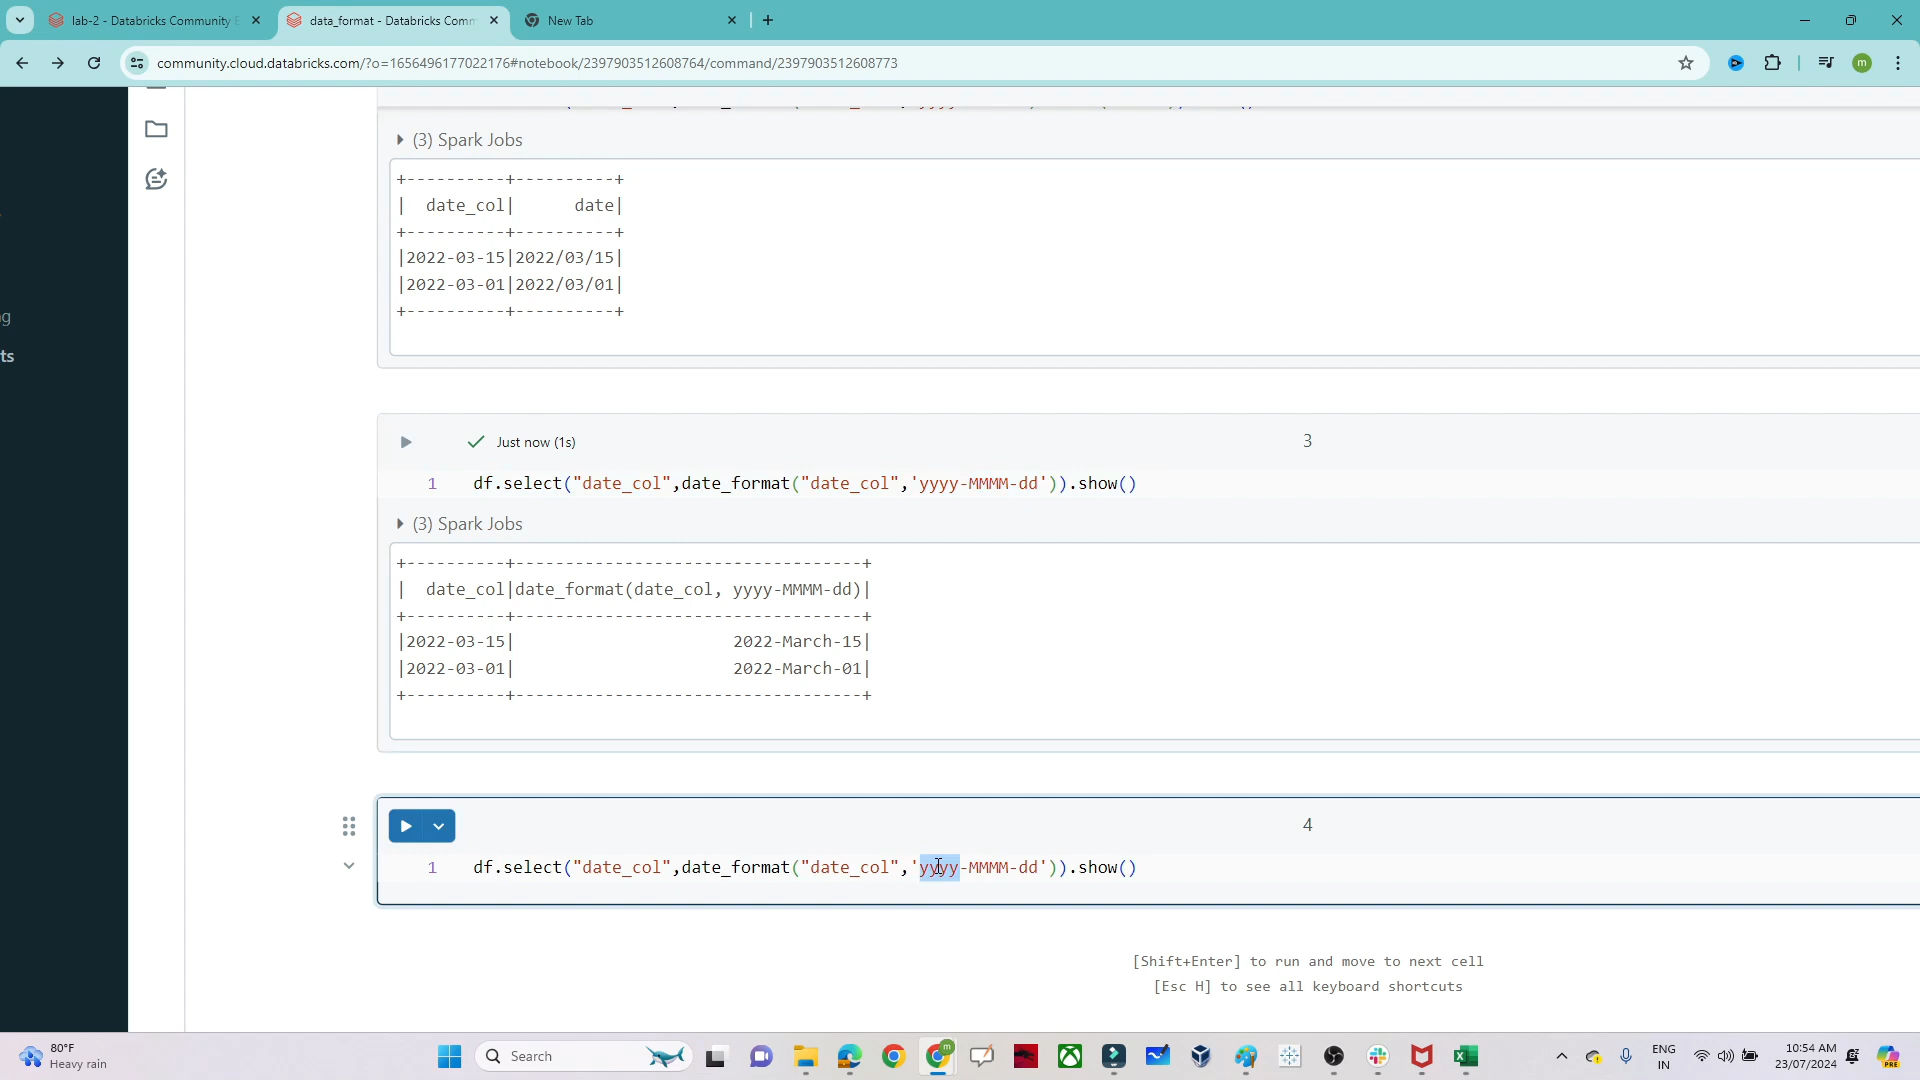 lab-2 - Databricks Community E
data_format - Databricks Comm
New Tab
community.cloud.databricks.com/?o=1656496177022176#notebook/2397903512608764/command/2397903512608773
m
(3) Spark Jobs
+----------+----------+
|  date_col|      date|
+----------+----------+
|2022-03-15|2022/03/15|
|2022-03-01|2022/03/01|
+----------+----------+
ng
ts
Just now (1s)
3
1 df.select("date_col",date_format("date_col",'yyyy-MMMM-dd')).show()
(3) Spark Jobs
+----------+-----------------------------------+
|  date_col|date_format(date_col, yyyy-MMMM-dd)|
+----------+-----------------------------------+
|2022-03-15|                      2022-March-15|
|2022-03-01|                      2022-March-01|
+----------+-----------------------------------+
4
1 df.select("date_col",date_format("date_col",'yyyy-MMMM-dd')).show()
[Shift+Enter] to run and move to next cell
[Esc H] to see all keyboard shortcuts
80°F
Heavy rain
Search
m
ENG
IN
10:54 AM
23/07/2024
PRE